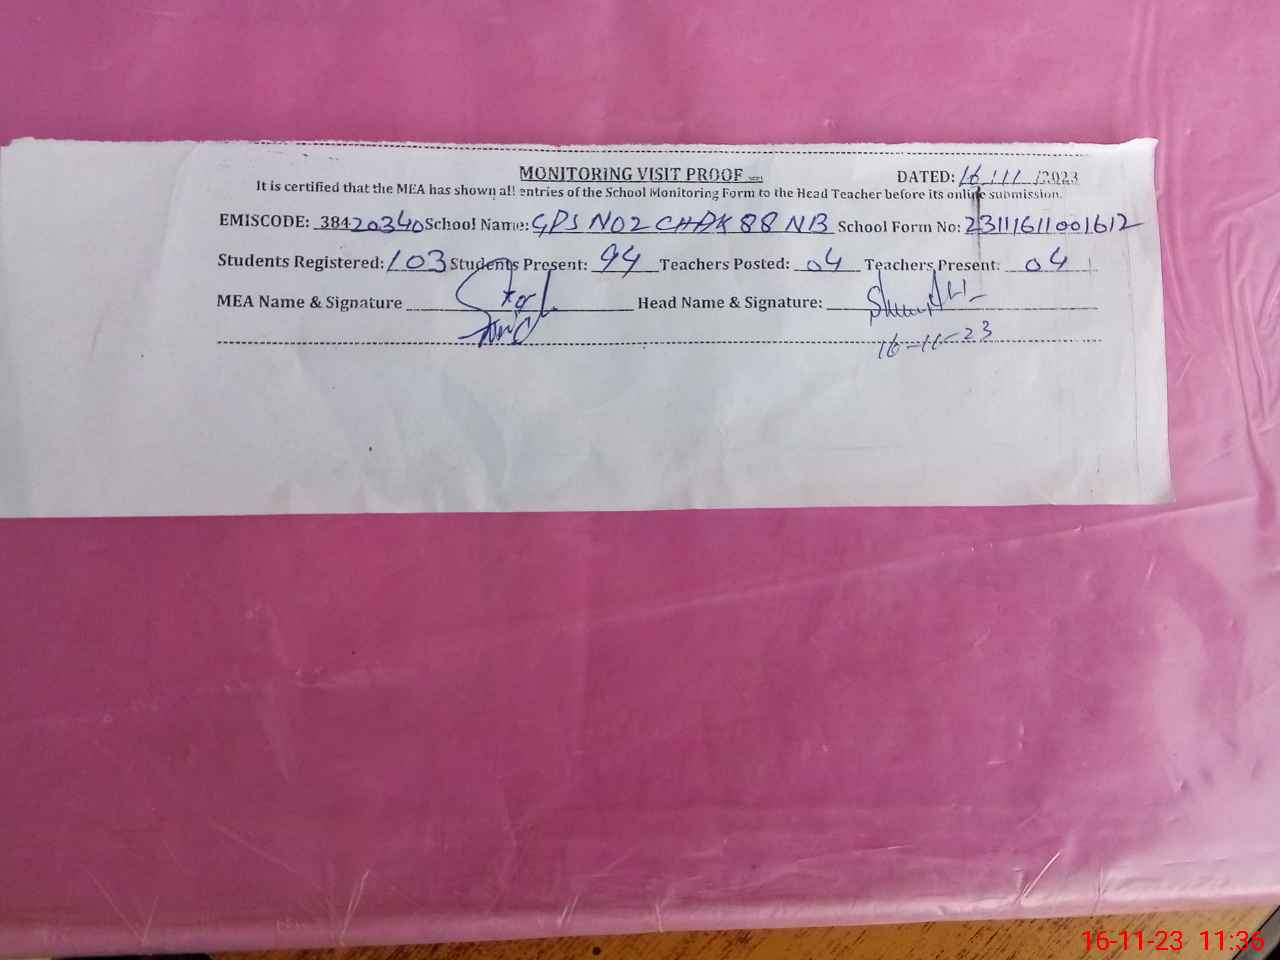 MONITORING VISIT PROOF
DATED: 16/11/2023
It is certified that the MEA has shown all entries of the School Monitoring Form to the Head Teacher before its online submission.
EMISCODE: 38420340 School Name: GPS NO2 CHAK 88 NB School Form No: 23111611001612
Students Registered: 103 Students Present: 94 Teachers Posted: 04 Teachers Present: 04
MEA Name & Signature Head Name & Signature:
16-11-23
16-11-23 11:36